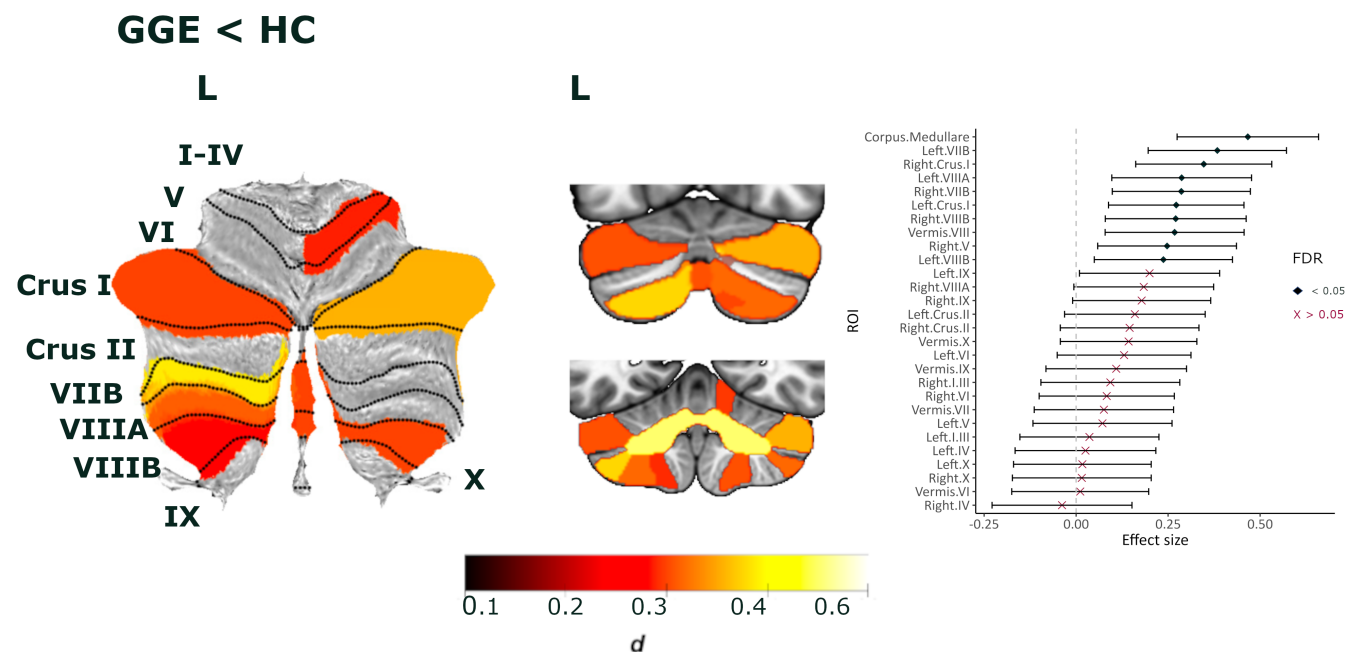 GGE < HC
L
I-IV
V
VI
Crus I
Crus II
VIIB
VIIIA
VIIIB
IX
X
L
0.1 0.2 0.3 0.4 0.6
d
ROI
Corpus.Medullare
Left.VIIB
Right.Crus.I
Left.VIIIA
Right.VIIB
Left.Crus.I
Right.VIIIB
Vermis.VIII
Right.V
Left.VIIIB
Left.IX
Right.VIIIA
Right.IX
Left.Crus.II
Right.Crus.II
Vermis.X
Left.VI
Vermis.IX
Right.I.III
Right.VI
Vermis.VII
Left.V
Left.I.III
Left.IV
Left.X
Right.X
Vermis.VI
Right.IV
-0.25 0.00 0.25 0.50
Effect size
FDR
< 0.05
X > 0.05